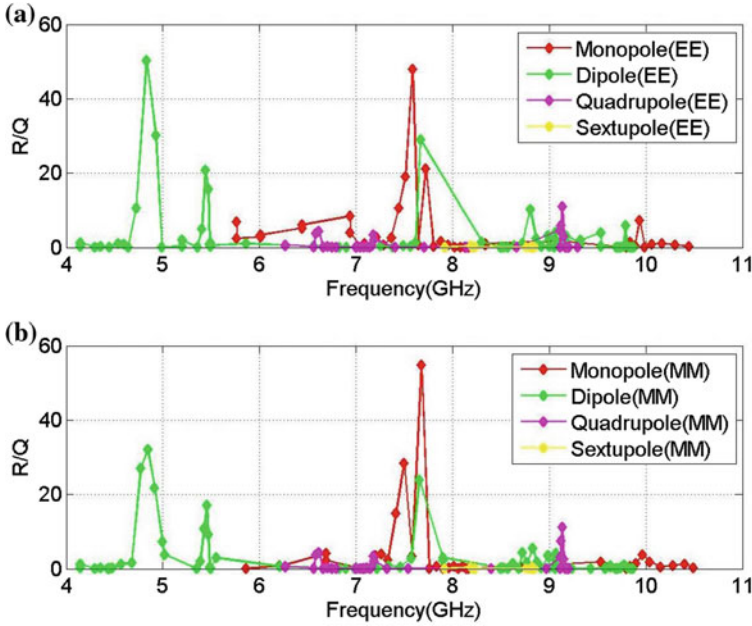 (a)
60
40
20
0
R/Q
Monopole(EE)
Dipole(EE)
Quadrupole(EE)
Sextupole(EE)
4 5 6 7 8 9 10 11
Frequency(GHz)
(b)
60
40
20
0
R/Q
Monopole(MM)
Dipole(MM)
Quadrupole(MM)
Sextupole(MM)
4 5 6 7 8 9 10 11
Frequency(GHz)